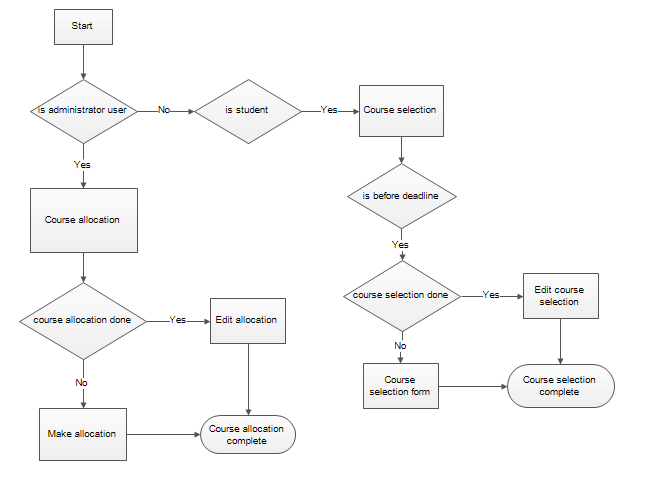 Start
is administrator user
No
is student
Yes
Course selection
Yes
is before deadline
Course allocation
Yes
course selection done
Yes
Edit course
selection
course allocation done
Yes
Edit allocation
No
No
Course
selection form
Course selection
complete
Make allocation
Course allocation
complete